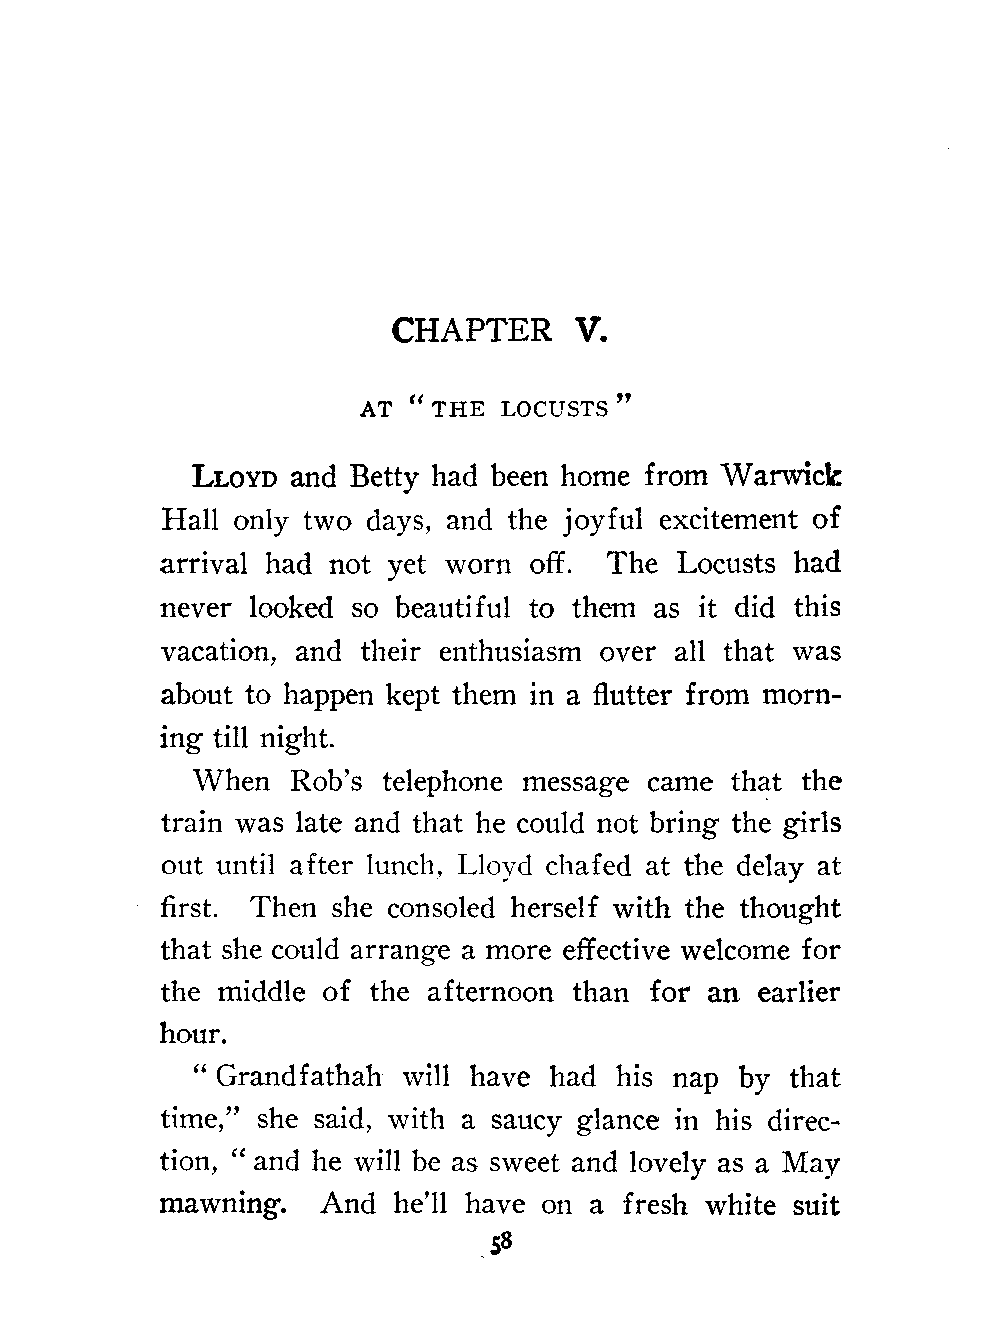 CHAPTER V.
AT “ THE LOCUSTS ”
LLOYD and Betty had been home from Warwick
Hall only two days, and the joyful excitement of
arrival had not yet worn off. The Locusts had
never looked so beautiful to them as it did this
vacation, and their enthusiasm over all that was
about to happen kept them in a flutter from morn-
ing till night.
When Rob’s telephone message came that the
train was late and that he could not bring the girls
out until after lunch, Lloyd chafed at the delay at
first. Then she consoled herself with the thought
that she could arrange a more effective welcome for
the middle of the afternoon than for an earlier
hour.
“ Grandfathah will have had his nap by that
time,” she said, with a saucy glance in his direc-
tion, “ and he will be as sweet and lovely as a May
mawning. And he’ll have on a fresh white suit
58